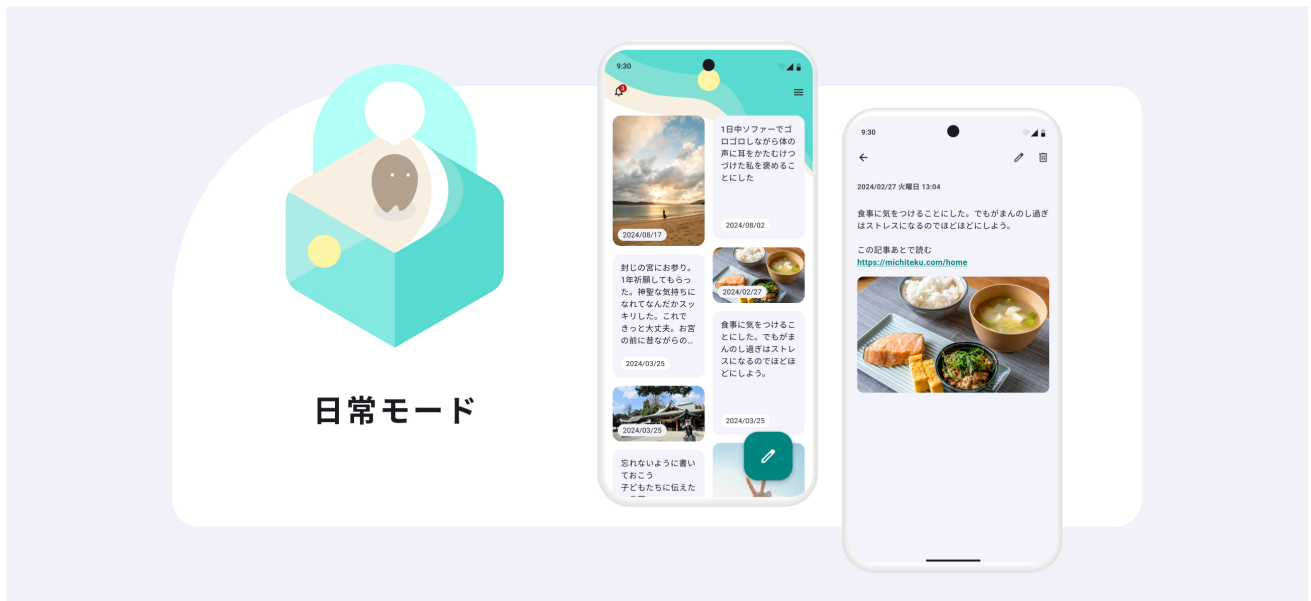 日常モード
9:30
3
2024/08/17
封じの宮にお参り。
1年祈願してもらっ
た。神聖な気持ちに
なれてなんだかスッ
キリした。これで
きっと大丈夫。お宮
の前に昔ながらの…
2024/03/25
2024/03/25
忘れないように書い
ておこう
子どもたちに伝えた
1日中ソファーでゴ
ロゴロしながら体の
声に耳をかたむけつ
づけた私を褒めるこ
とにした
2024/08/02
2024/02/27
食事に気をつけるこ
とにした。でもがま
んのし過ぎはストレ
スになるのでほどほ
どにしよう。
2024/03/25
9:30
2024/02/27 火曜日 13:04
食事に気をつけることにした。でもがまんのし過ぎ
はストレスになるのでほどほどにしよう。
この記事あとで読む
https://michiteku.com/home